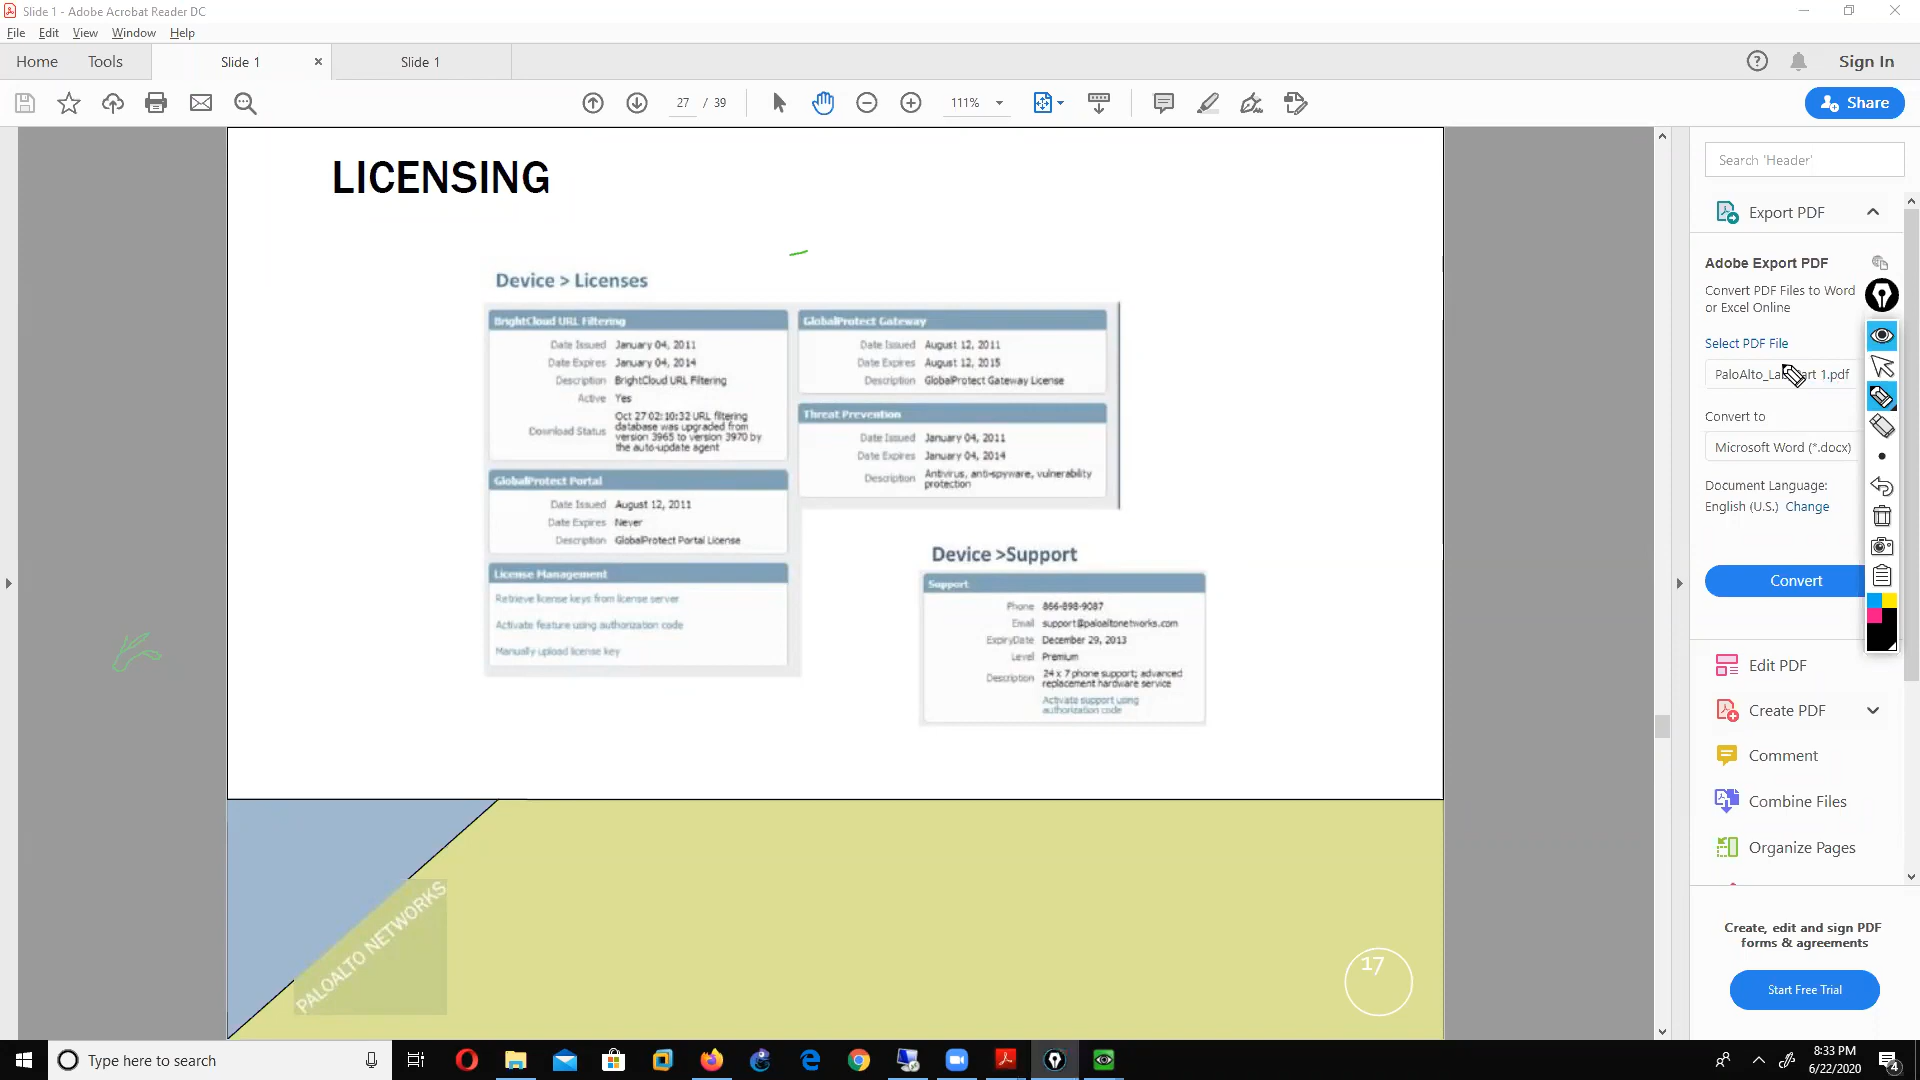 Slide 1 - Adobe Acrobat Reader DC
File Edit View Window Help
Home Tools Slide 1 × Slide 1 Sign In
27 / 39 111% Share
LICENSING
Device > Licenses
BrightCloud URL Filtering
Date Issued January 04, 2011
Date Expires January 04, 2014
Description BrightCloud URL Filtering
Active Yes
Download Status Oct 27 02:10:32 URL filtering
database was upgraded from
version 3965 to version 3970 by
the auto-update agent
GlobalProtect Portal
Date Issued August 12, 2011
Date Expires Never
Description GlobalProtect Portal License
License Management
Retrieve license keys from license server
Activate feature using authorization code
Manually upload license key
GlobalProtect Gateway
Date Issued August 12, 2011
Date Expires August 12, 2015
Description GlobalProtect Gateway License
Threat Prevention
Date Issued January 04, 2011
Date Expires January 04, 2014
Description Antivirus, anti-spyware, vulnerability
protection
Device >Support
Support
Phone 866-898-9087
Email support@paloaltonetworks.com
ExpiryDate December 29, 2013
Level Premium
Description 24 x 7 phone support; advanced
replacement hardware service
Activate support using
authorization code
PALOALTO NETWORKS
17
Search 'Header'
Export PDF
Adobe Export PDF
Convert PDF Files to Word
or Excel Online
Select PDF File
1.pdf
Convert to
Microsoft Word (*.docx)
Document Language:
English (U.S.) Change
Convert
Edit PDF
Create PDF
Comment
Combine Files
Organize Pages
Create, edit and sign PDF
forms & agreements
Start Free Trial
Type here to search
8:33 PM
6/22/2020
4